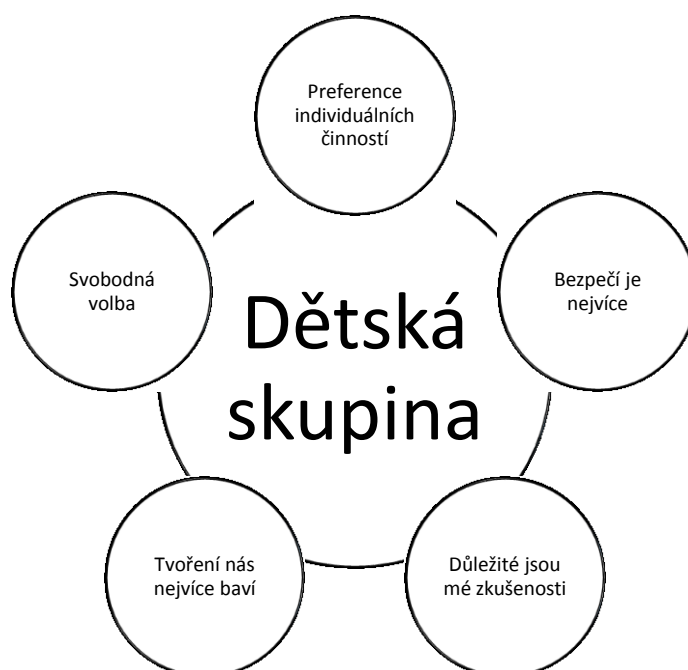 Preference
individuálních
činností
Svobodná
volba
Bezpečí je
nejvíce
Dětská
skupina
Tvoření nás
nejvíce baví
Důležité jsou
mé zkušenosti